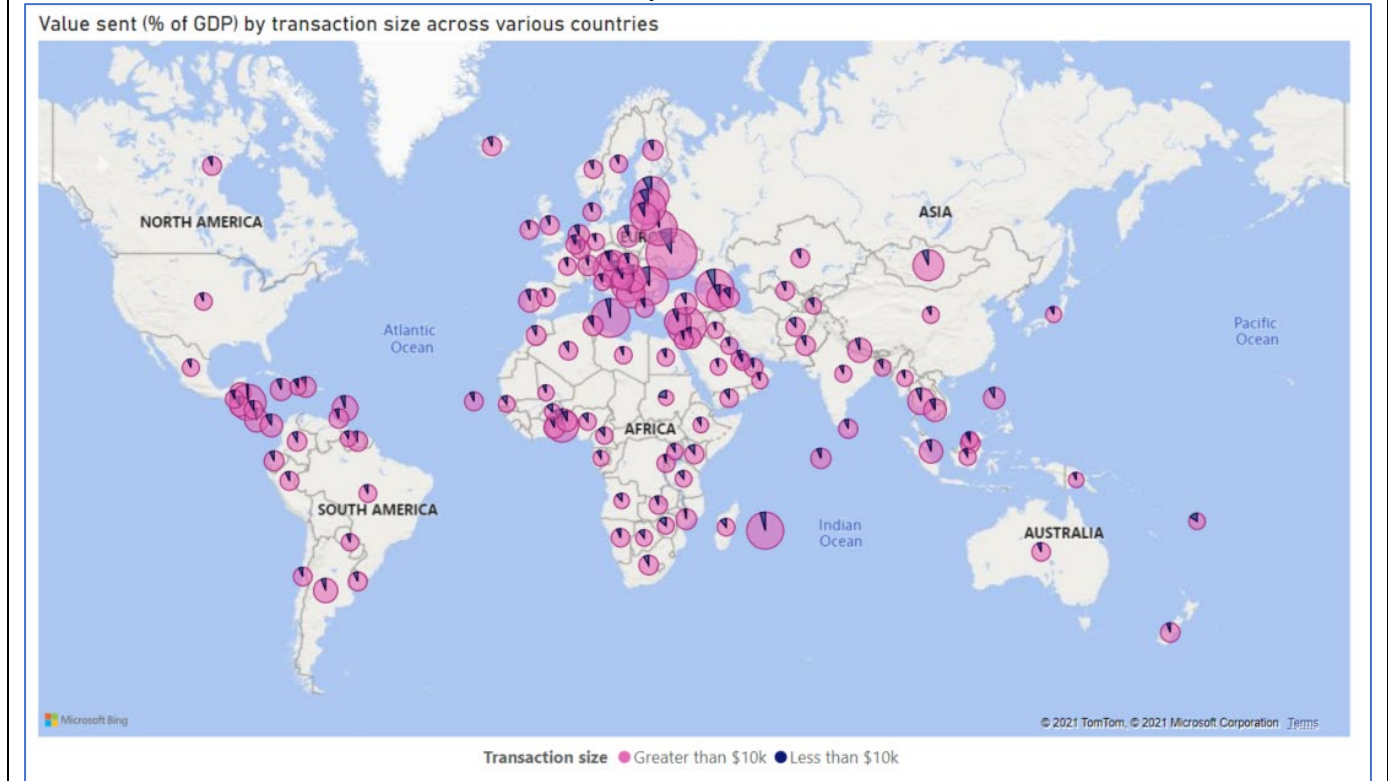 Value sent (% of GDP) by transaction size across various countries
NORTH AMERICA
ASIA
EUROPE
Atlantic
Ocean
Pacific
Ocean
AFRICA
SOUTH AMERICA
Indian
Ocean
AUSTRALIA
Microsoft Bing
© 2021 TomTom, © 2021 Microsoft Corporation Terms
Transaction size Greater than $10k Less than $10k